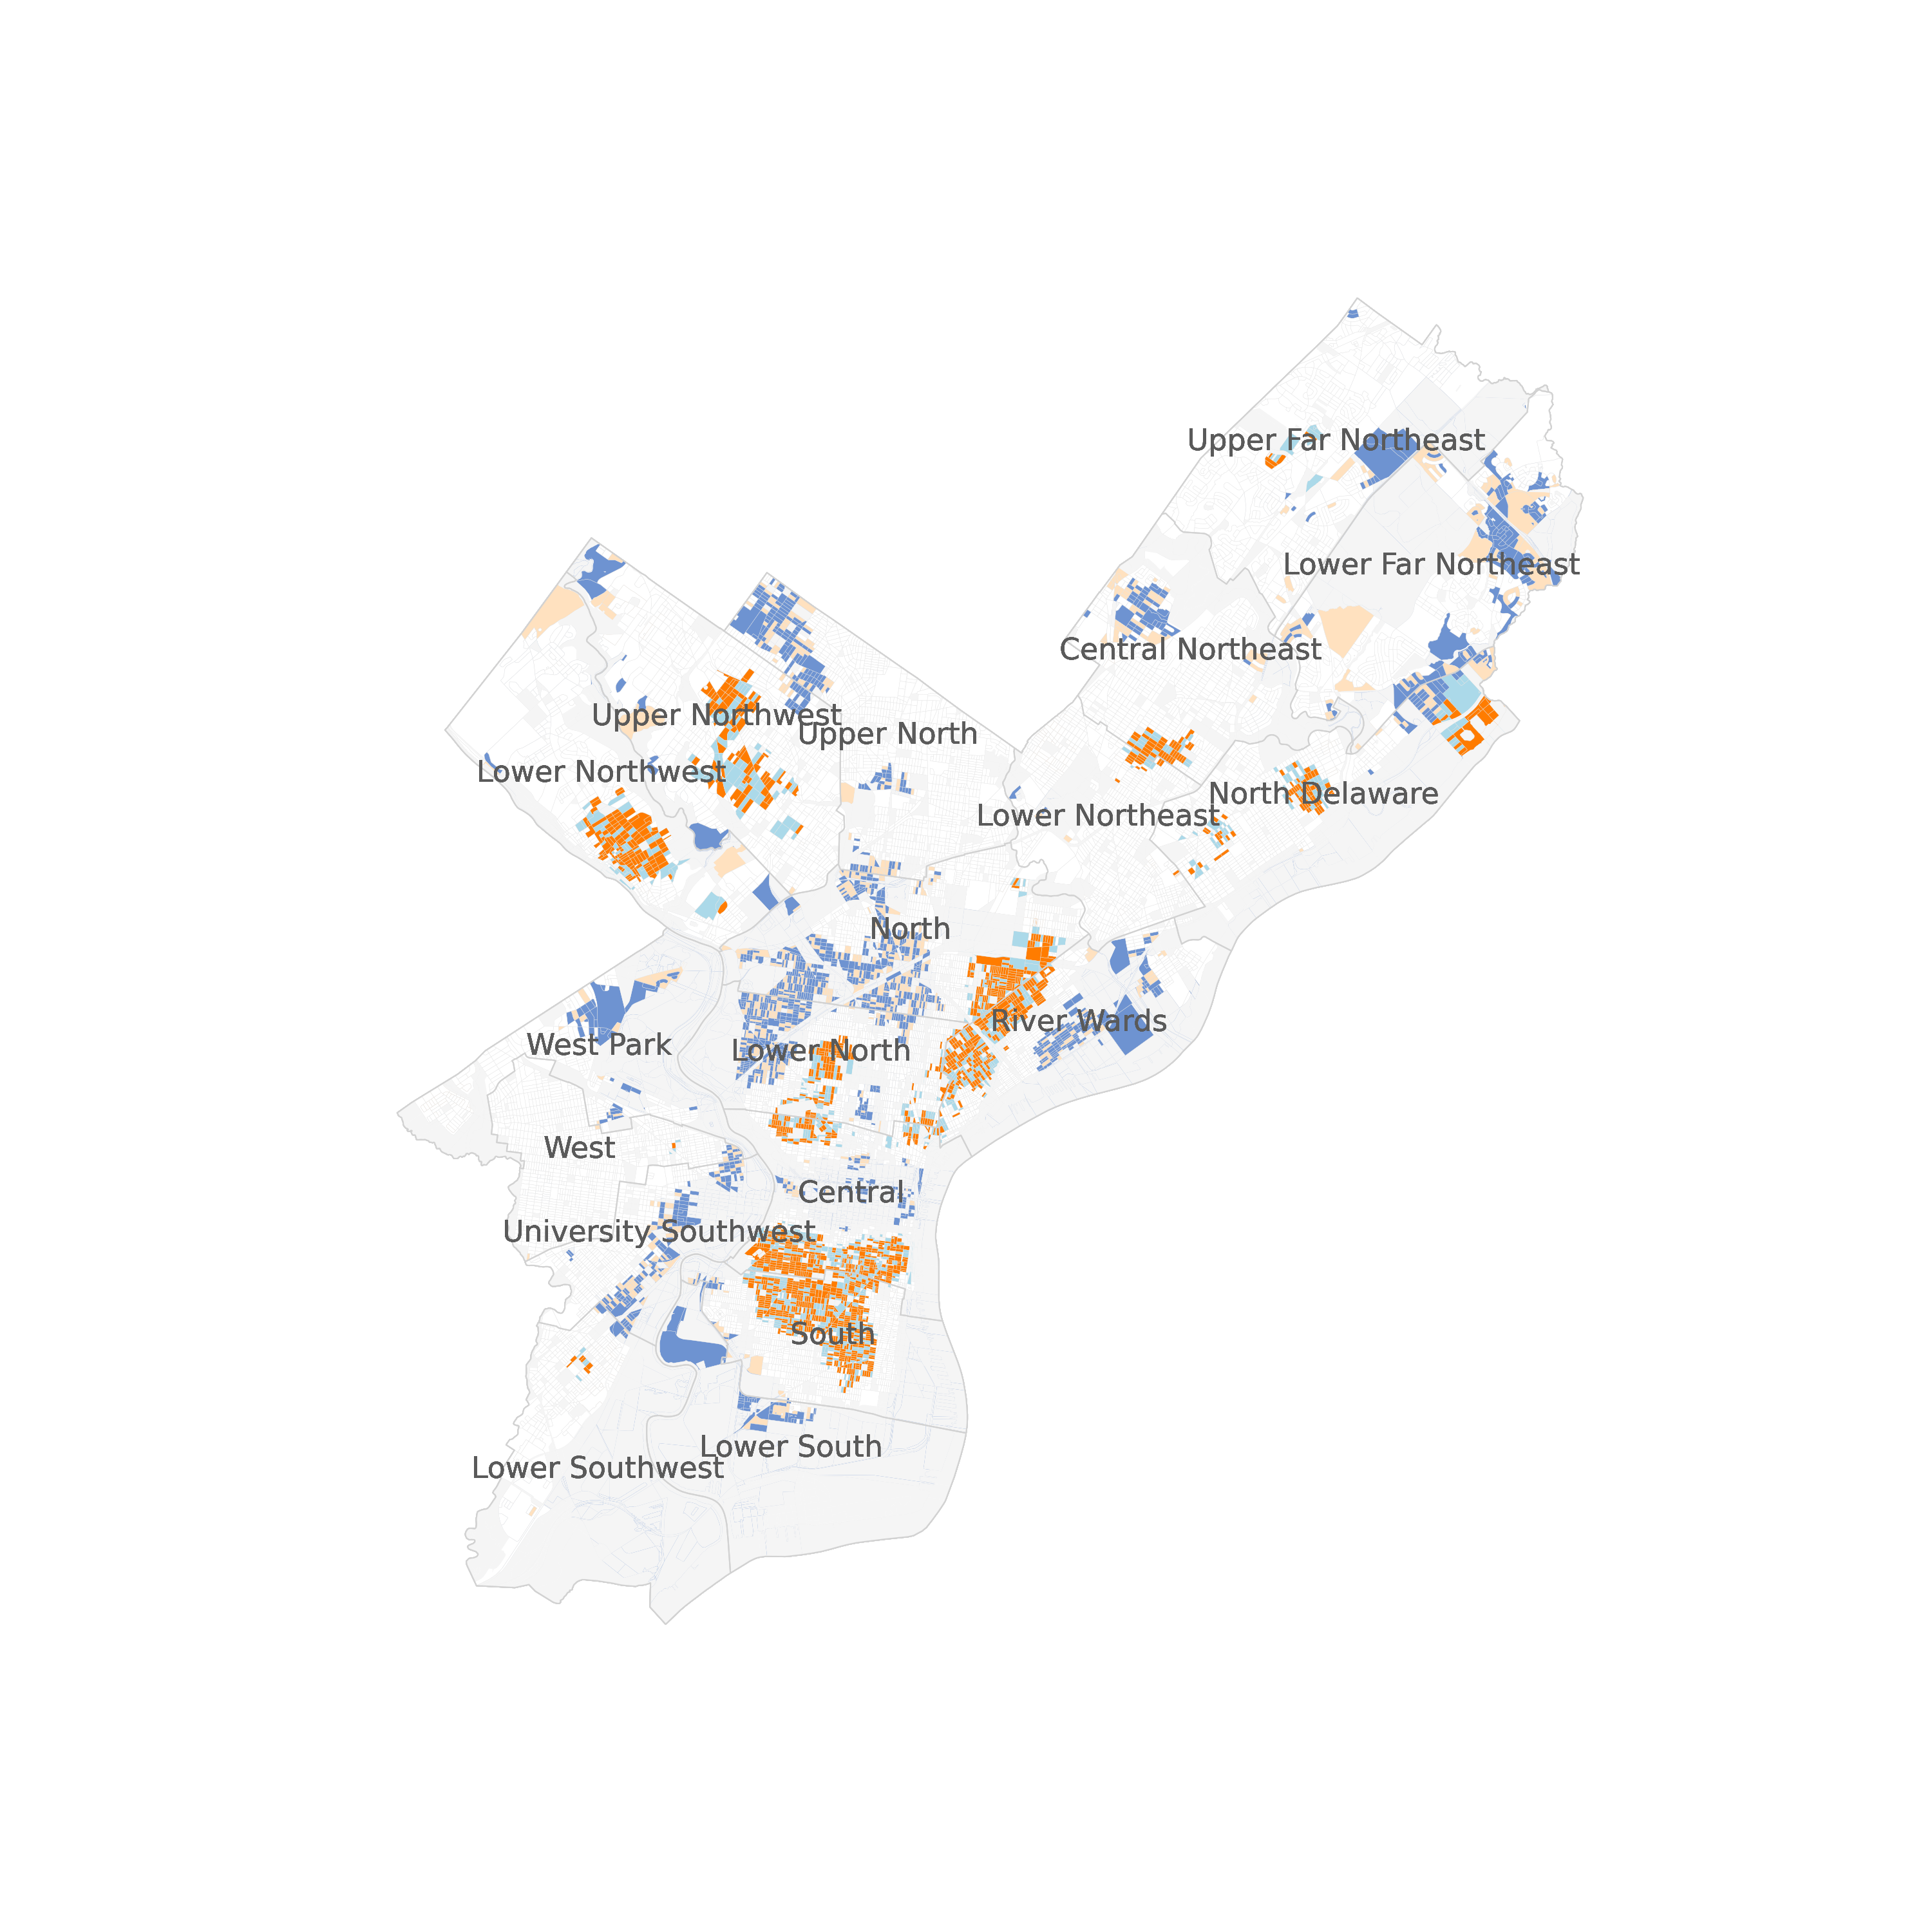 Upper Far Northeast
Lower Far Northeast
Central Northeast
Upper Northwest
Upper North
Lower Northwest
North Delaware
Lower Northeast
North
River Wards
West Park
Lower North
West
Central
University Southwest
South
Lower South
Lower Southwest